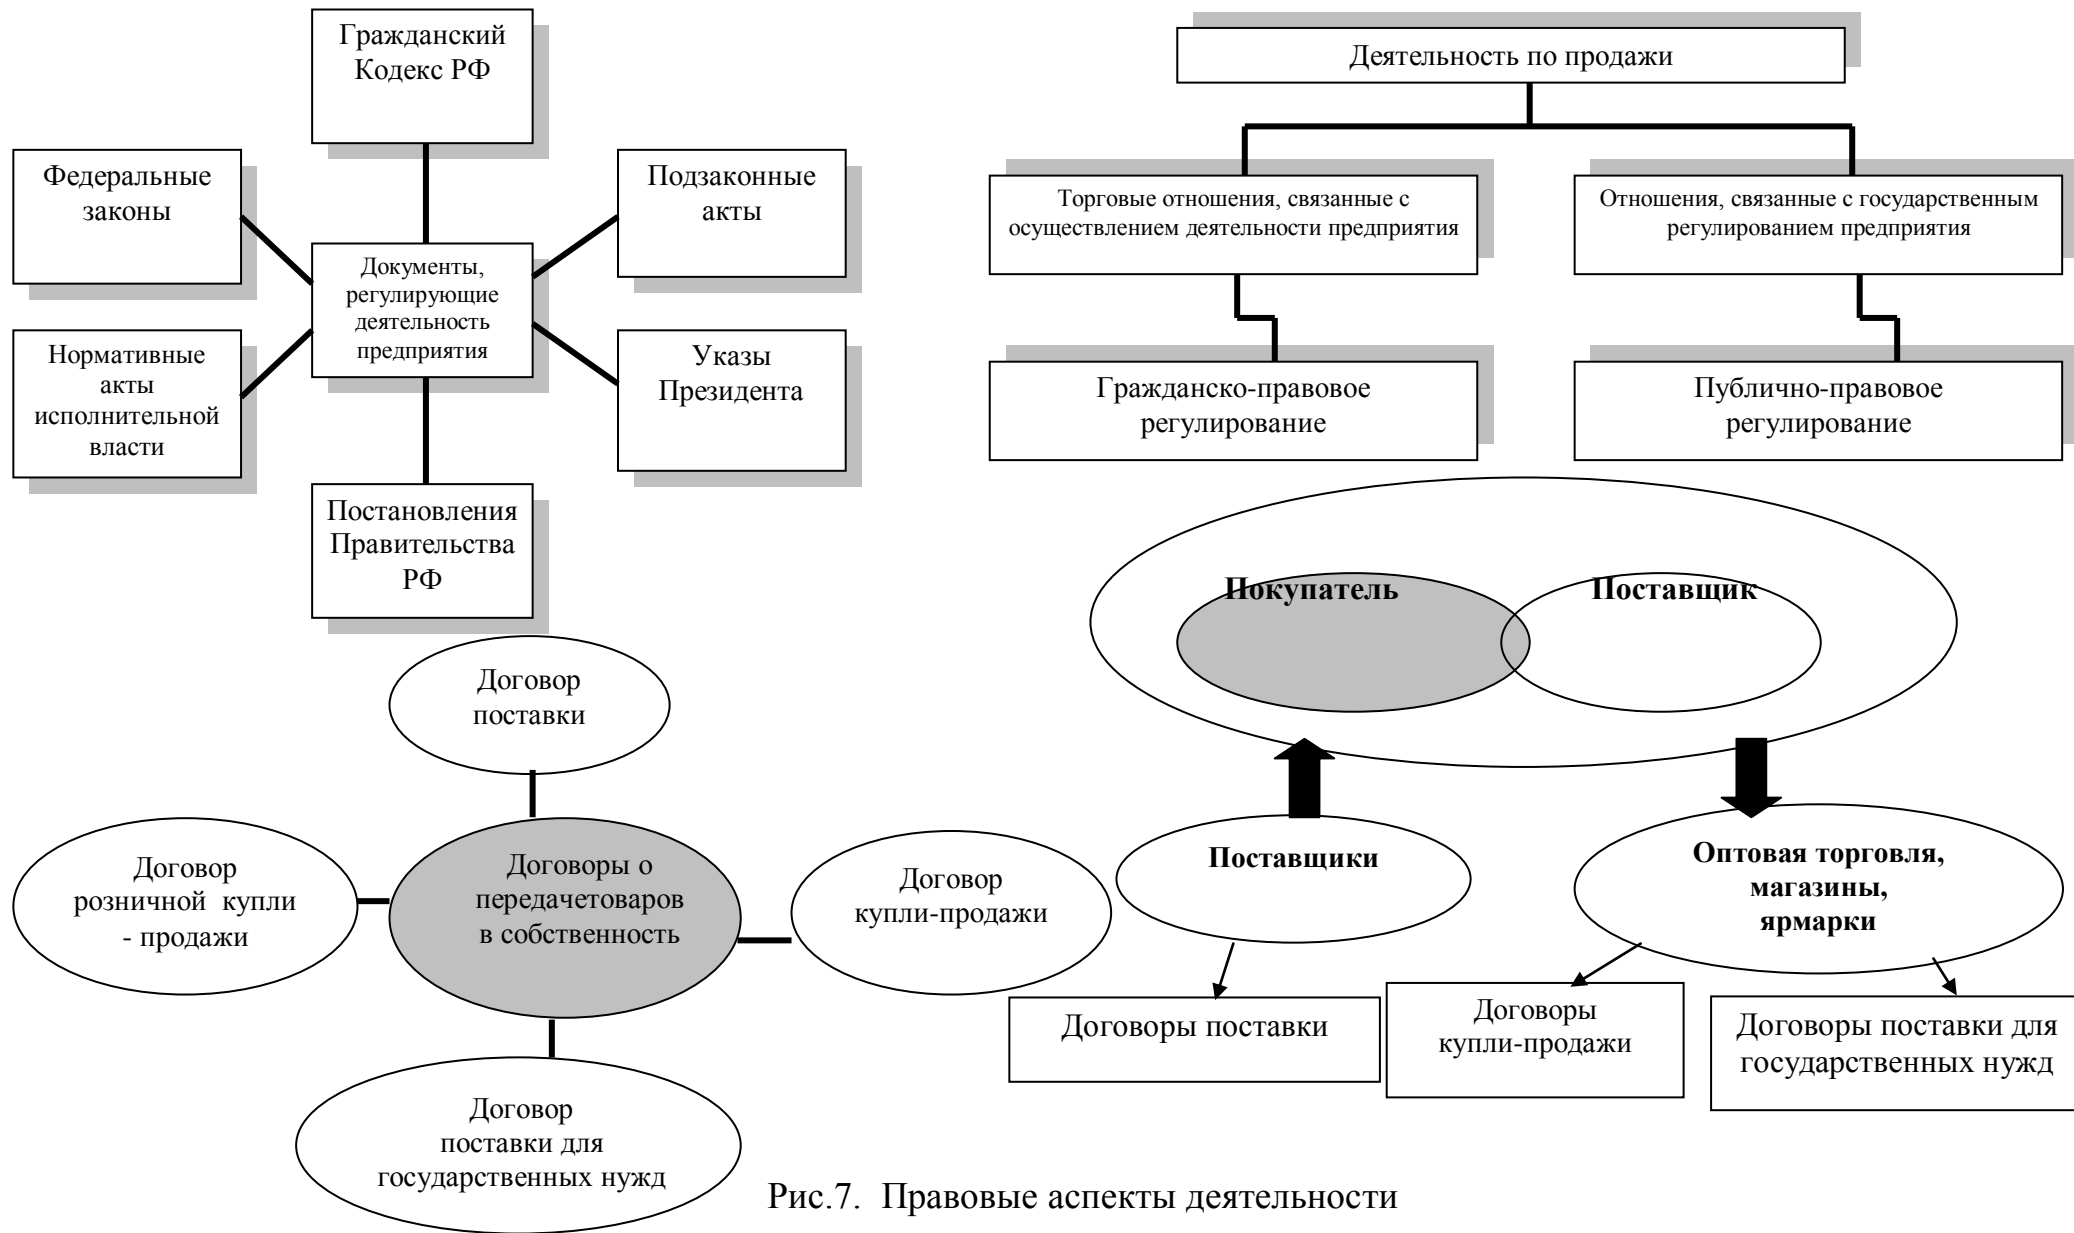 Гражданский
Кодекс РФ
Федеральные
законы
Подзаконные
акты
Документы,
регулирующие
деятельность
предприятия
Нормативные
акты
исполнительной
власти
Указы
Президента
Постановления
Правительства
РФ
Деятельность по продажи
Торговые отношения, связанные с
осуществлением деятельности предприятия
Отношения, связанные с государственным
регулированием предприятия
Гражданско-правовое
регулирование
Публично-правовое
регулирование
Договор
поставки
Договор
розничной купли
- продажи
Договоры о
передачетоваров
в собственность
Договор
купли-продажи
Договор
поставки для
государственных нужд
Покупатель
Поставщик
Поставщики
Оптовая торговля,
магазины,
ярмарки
Договоры поставки
Договоры
купли-продажи
Договоры поставки для
государственных нужд
Рис.7. Правовые аспекты деятельности